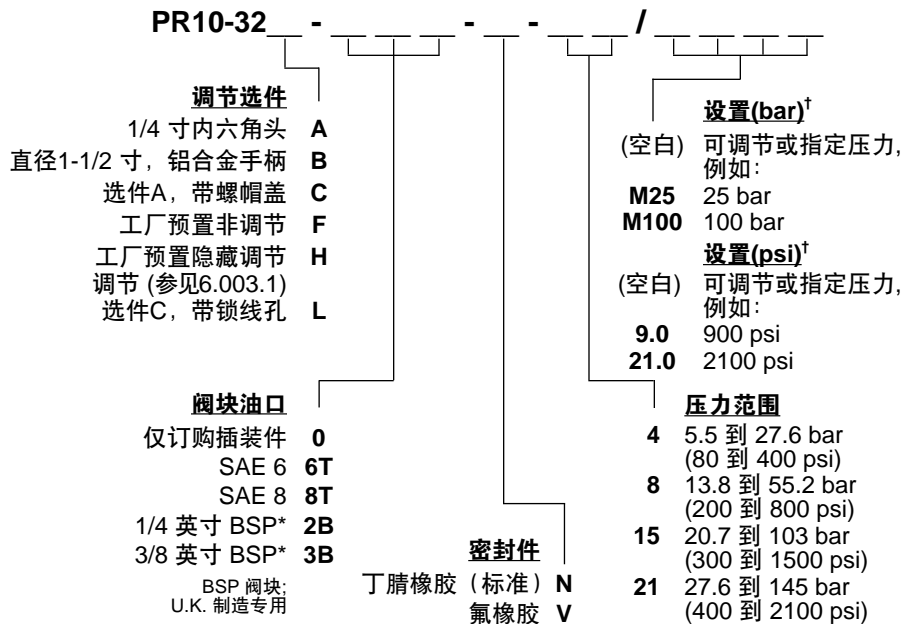 PR10-32__ - __ __ __ - __ - __ __ / __ __ __ __
调节选件
1/4 寸内六角头 A
直径1-1/2 寸，铝合金手柄 B
选件A，带螺帽盖 C
工厂预置非调节 F
工厂预置隐藏调节 H
调节 (参见6.003.1)
选件C，带锁线孔 L
阀块油口
仅订购插装件 0
SAE 6 6T
SAE 8 8T
1/4 英寸 BSP* 2B
3/8 英寸 BSP* 3B
BSP 阀块;
U.K. 制造专用
密封件
丁腈橡胶（标准）N
氟橡胶 V
设置(bar)†
(空白) 可调节或指定压力,
例如:
M25 25 bar
M100 100 bar
设置(psi)†
(空白) 可调节或指定压力,
例如:
9.0 900 psi
21.0 2100 psi
压力范围
4 5.5 到 27.6 bar
(80 到 400 psi)
8 13.8 到 55.2 bar
(200 到 800 psi)
15 20.7 到 103 bar
(300 到 1500 psi)
21 27.6 到 145 bar
(400 到 2100 psi)